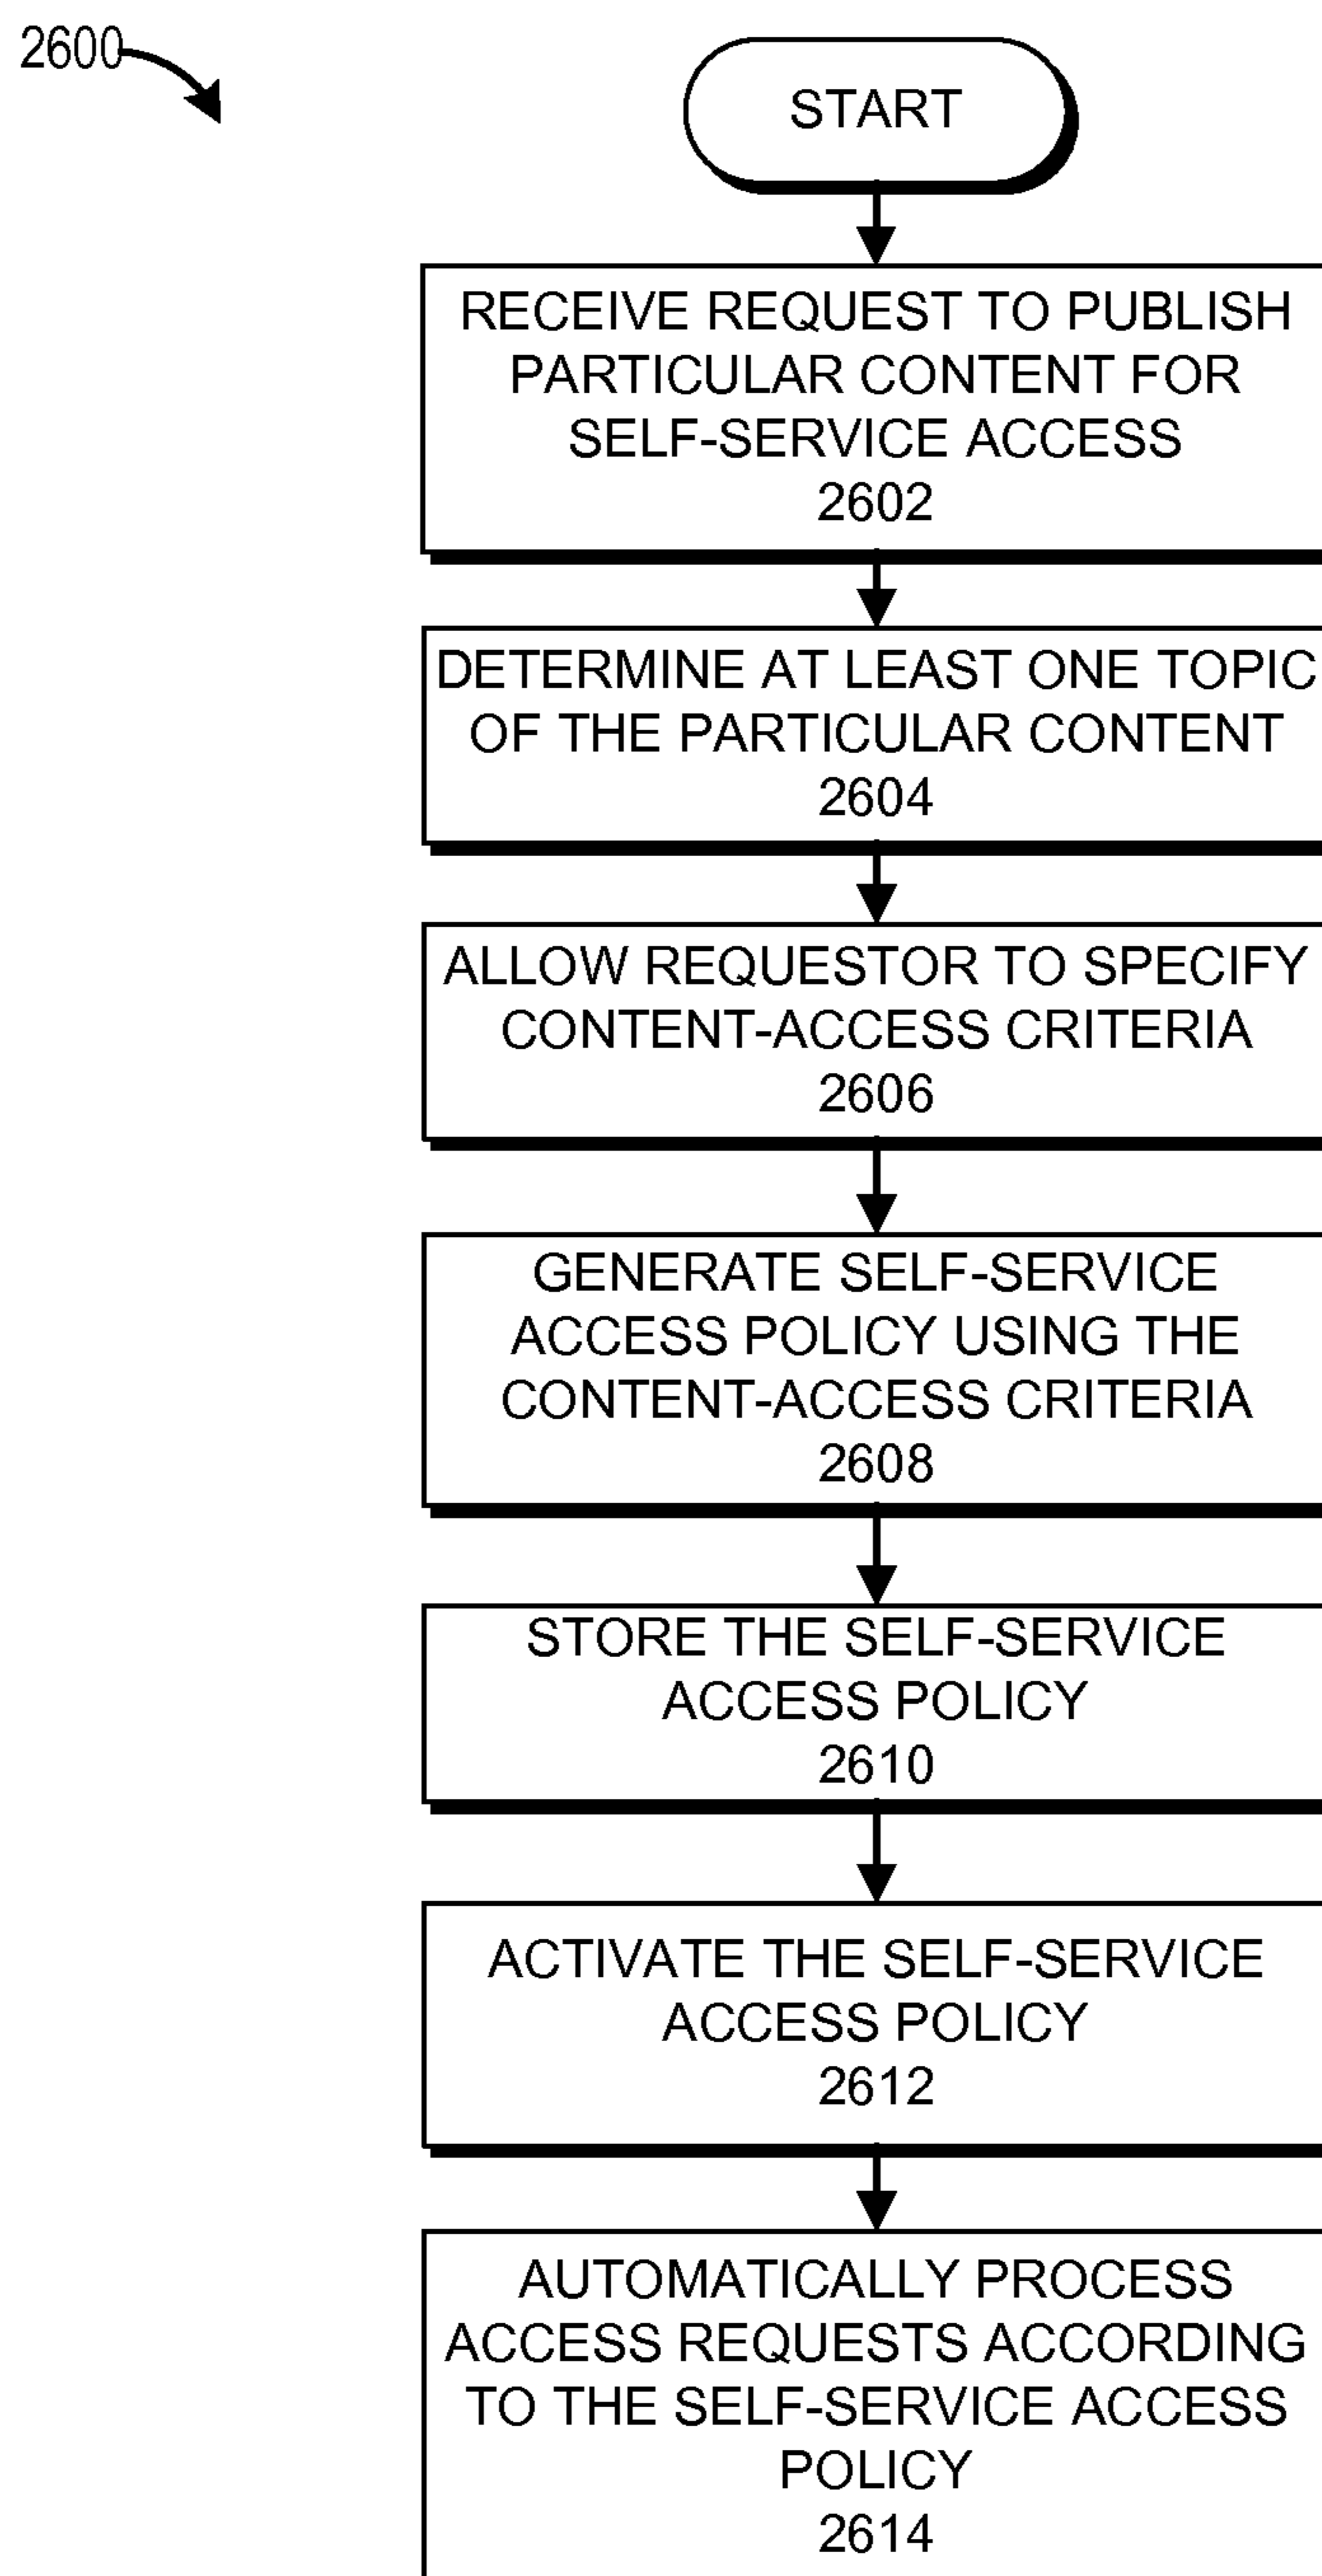 2600
START
RECEIVE REQUEST TO PUBLISH
PARTICULAR CONTENT FOR
SELF-SERVICE ACCESS
2602
DETERMINE AT LEAST ONE TOPIC
OF THE PARTICULAR CONTENT
2604
ALLOW REQUESTOR TO SPECIFY
CONTENT-ACCESS CRITERIA
2606
GENERATE SELF-SERVICE
ACCESS POLICY USING THE
CONTENT-ACCESS CRITERIA
2608
STORE THE SELF-SERVICE
ACCESS POLICY
2610
ACTIVATE THE SELF-SERVICE
ACCESS POLICY
2612
AUTOMATICALLY PROCESS
ACCESS REQUESTS ACCORDING
TO THE SELF-SERVICE ACCESS
POLICY
2614